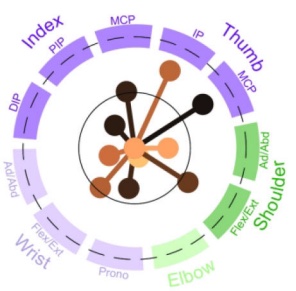 Index
Thumb
MCP
IP
PIP
MCP
DIP
Ad/Abd
Ad/Abd
Shoulder
Flex/Ext
Flex/Ext
Wrist
Prono
Elbow